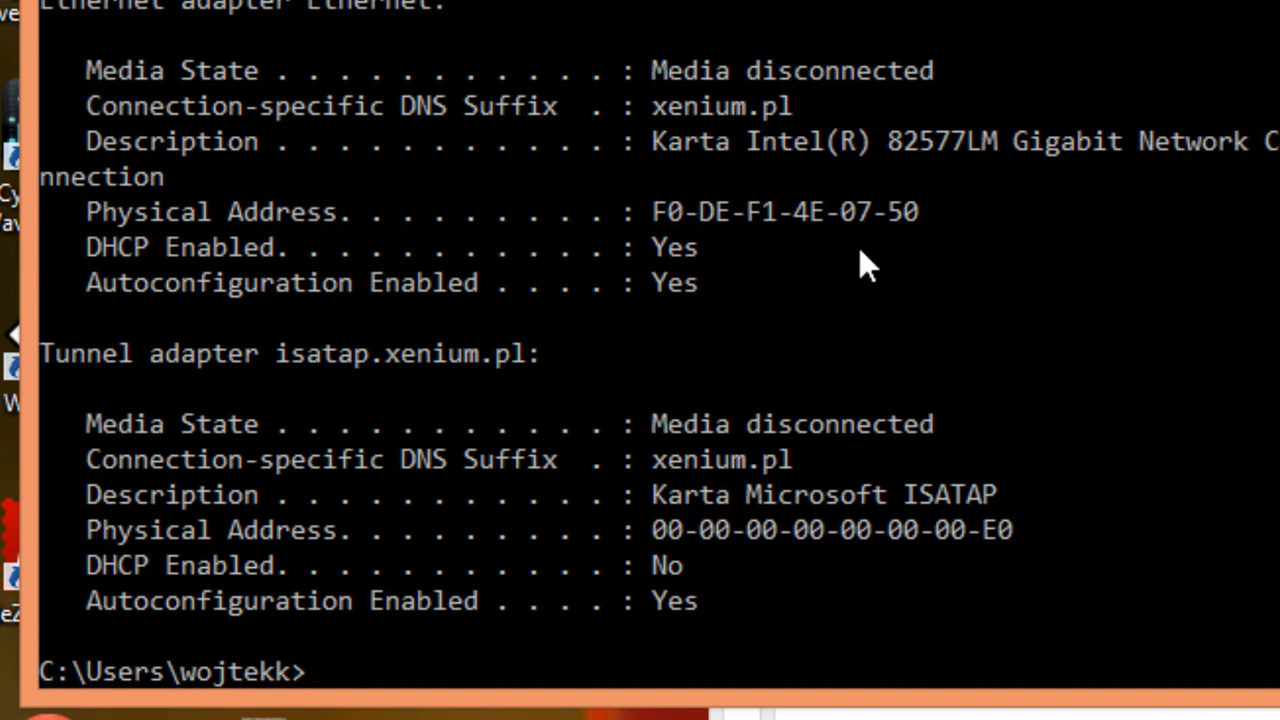 Ethernet adapter Ethernet:
Media State . . . . . . . . . . . : Media disconnected
Connection-specific DNS Suffix  . : xenium.pl
Description . . . . . . . . . . . : Karta Intel(R) 82577LM Gigabit Network C
nnection
Physical Address. . . . . . . . . : F0-DE-F1-4E-07-50
DHCP Enabled. . . . . . . . . . . : Yes
Autoconfiguration Enabled . . . . : Yes
Tunnel adapter isatap.xenium.pl:
Media State . . . . . . . . . . . : Media disconnected
Connection-specific DNS Suffix  . : xenium.pl
Description . . . . . . . . . . . : Karta Microsoft ISATAP
Physical Address. . . . . . . . . : 00-00-00-00-00-00-00-E0
DHCP Enabled. . . . . . . . . . . : No
Autoconfiguration Enabled . . . . : Yes
C:\Users\wojtekk>